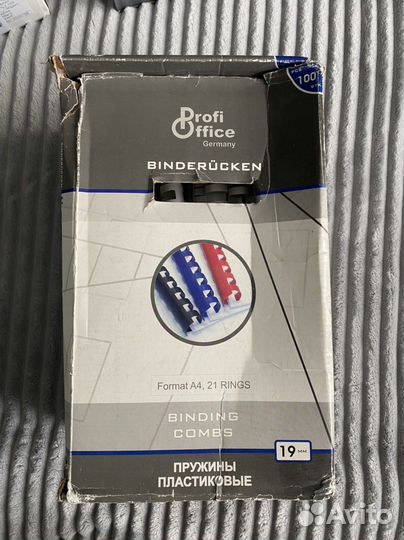 100
Profi
Office
Germany
BINDERÜCKEN
Format A4, 21 RINGS
BINDING
COMBS
19 мм
ПРУЖИНЫ
ПЛАСТИКОВЫЕ
Avito